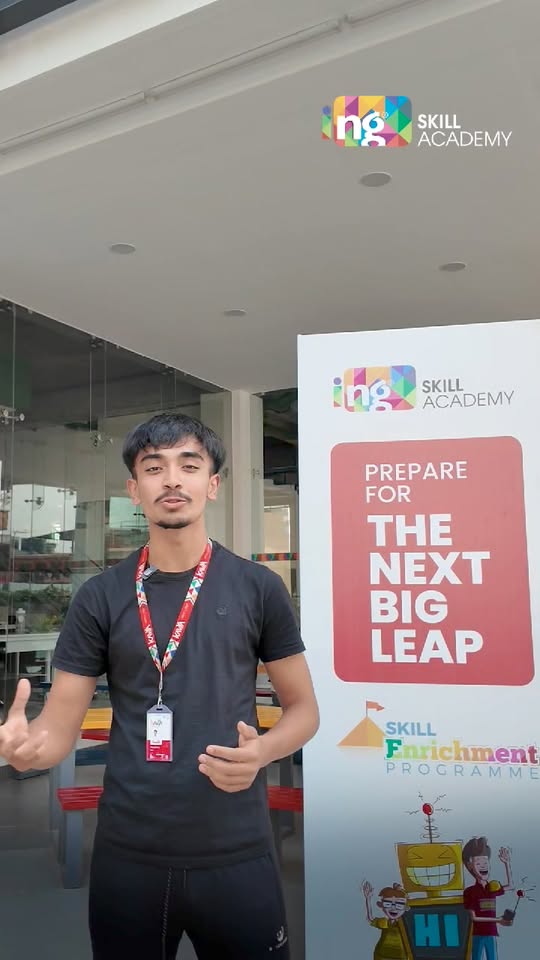 ing SKILL
ACADEMY
ing SKILL
ACADEMY
PREPARE
FOR
THE
NEXT
BIG
LEAP
SKILL
Enrichment
PROGRAMME
HI